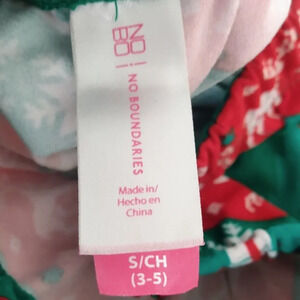 NO!
BO!
NO BOUNDARIES
Made in/
Hecho en
China
S/CH
(3-5)